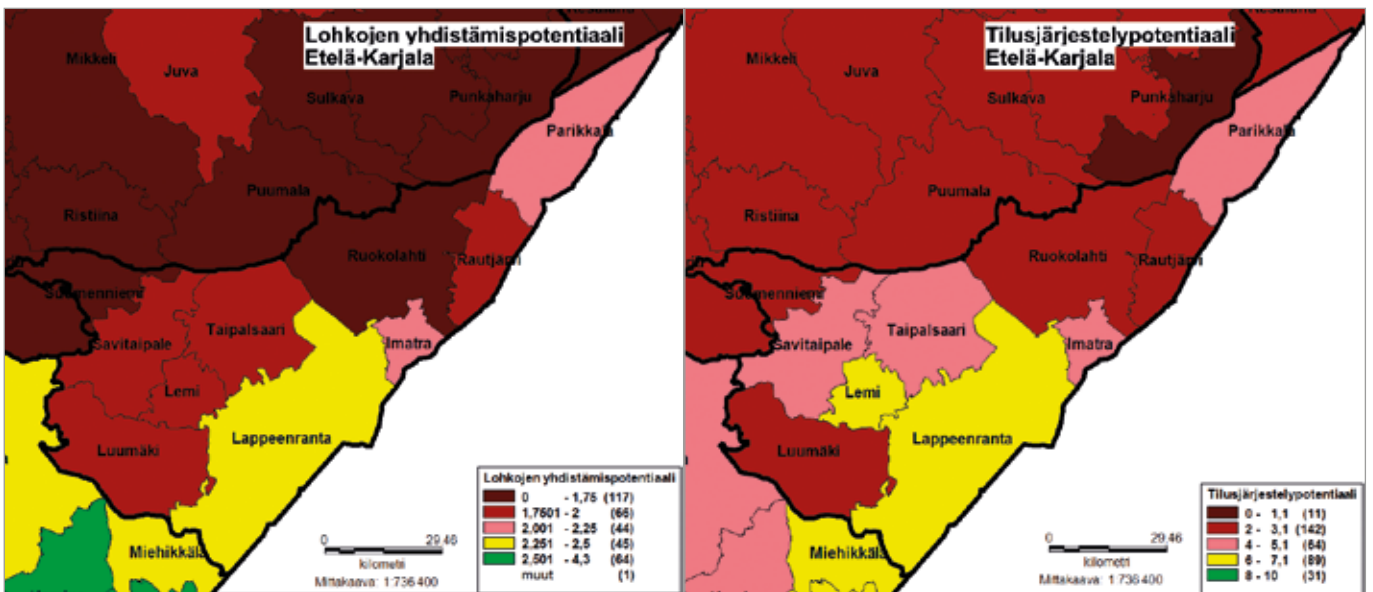 Lohkojen yhdistämispotentiaali
Etelä-Karjala
Mikkeli
Juva
Sulkava
Punkaharju
Parikkala
Puumala
Ristiina
Ruokolahti
Rautjärvi
Suomenniemi
Taipalsaari
Savitaipale
Imatra
Lemi
Lappeenranta
Luumäki
Miehikkälä
0 29,46
kilometri
Mittakaava: 1:736 400
Lohkojen yhdistämispotentiaali
0 - 1,75 (117)
1,7501 - 2 (66)
2,001 - 2,25 (44)
2,251 - 2,5 (45)
2,501 - 4,3 (64)
muut (1)
Tilusjärjestelypotentiaali
Etelä-Karjala
Mikkeli
Juva
Sulkava
Punkaharju
Parikkala
Puumala
Ristiina
Ruokolahti
Rautjärvi
Suomenniemi
Taipalsaari
Savitaipale
Imatra
Lemi
Lappeenranta
Luumäki
Miehikkälä
0 29,46
kilometri
Mittakaava: 1:736 400
Tilusjärjestelypotentiaali
0 - 1,1 (11)
2 - 3,1 (142)
4 - 5,1 (64)
6 - 7,1 (89)
8 - 10 (31)